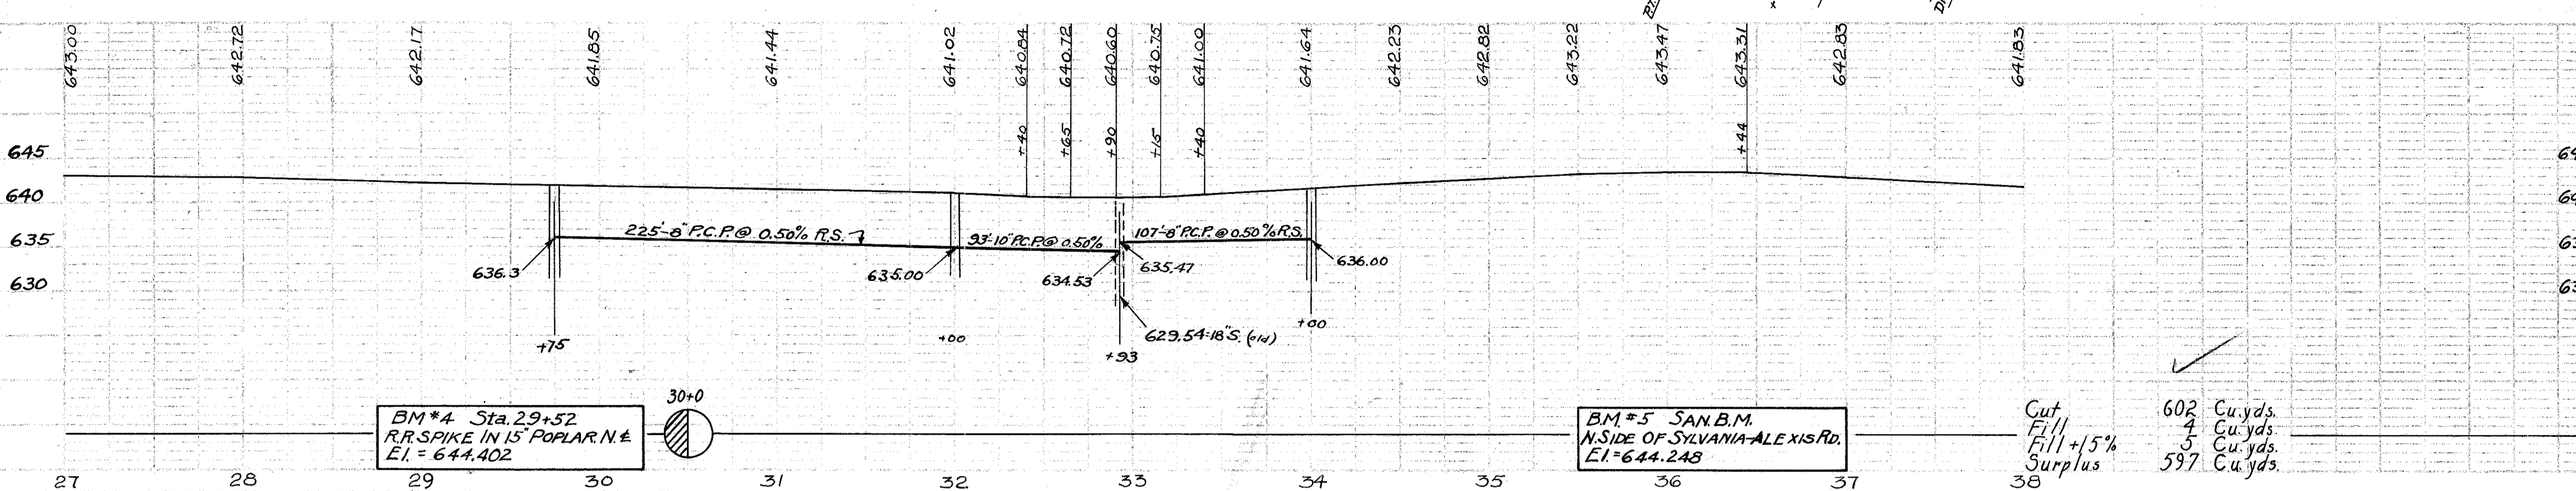 643.00
642.72
642.17
641.85
641.44
641.02
640.84
640.72
640.60
640.75
641.00
641.64
642.23
642.82
643.22
643.47
643.31
642.83
641.83
+40
+65
+90
+15
+40
+44
645
640
635
630
225'-8" P.C.P. @ 0.50% R.S.
93'-10" P.C.P. @ 0.50%
107'-8" P.C.P. @ 0.50% R.S.
636.3
635.00
634.53
635.47
636.00
629.54=18"S. (old)
+75
+00
+93
+00
BM #4 Sta. 29+52
R.R. SPIKE IN 15" POPLAR N. ⅊
El. = 644.402
30+0
B.M. #5 SAN. B.M.
N. SIDE OF SYLVANIA-ALEXIS RD.
El. = 644.248
Cut 602 Cu. yds.
Fill 4 Cu. yds.
Fill +15% 5 Cu. yds.
Surplus 597 Cu. yds.
27 28 29 30 31 32 33 34 35 36 37 38